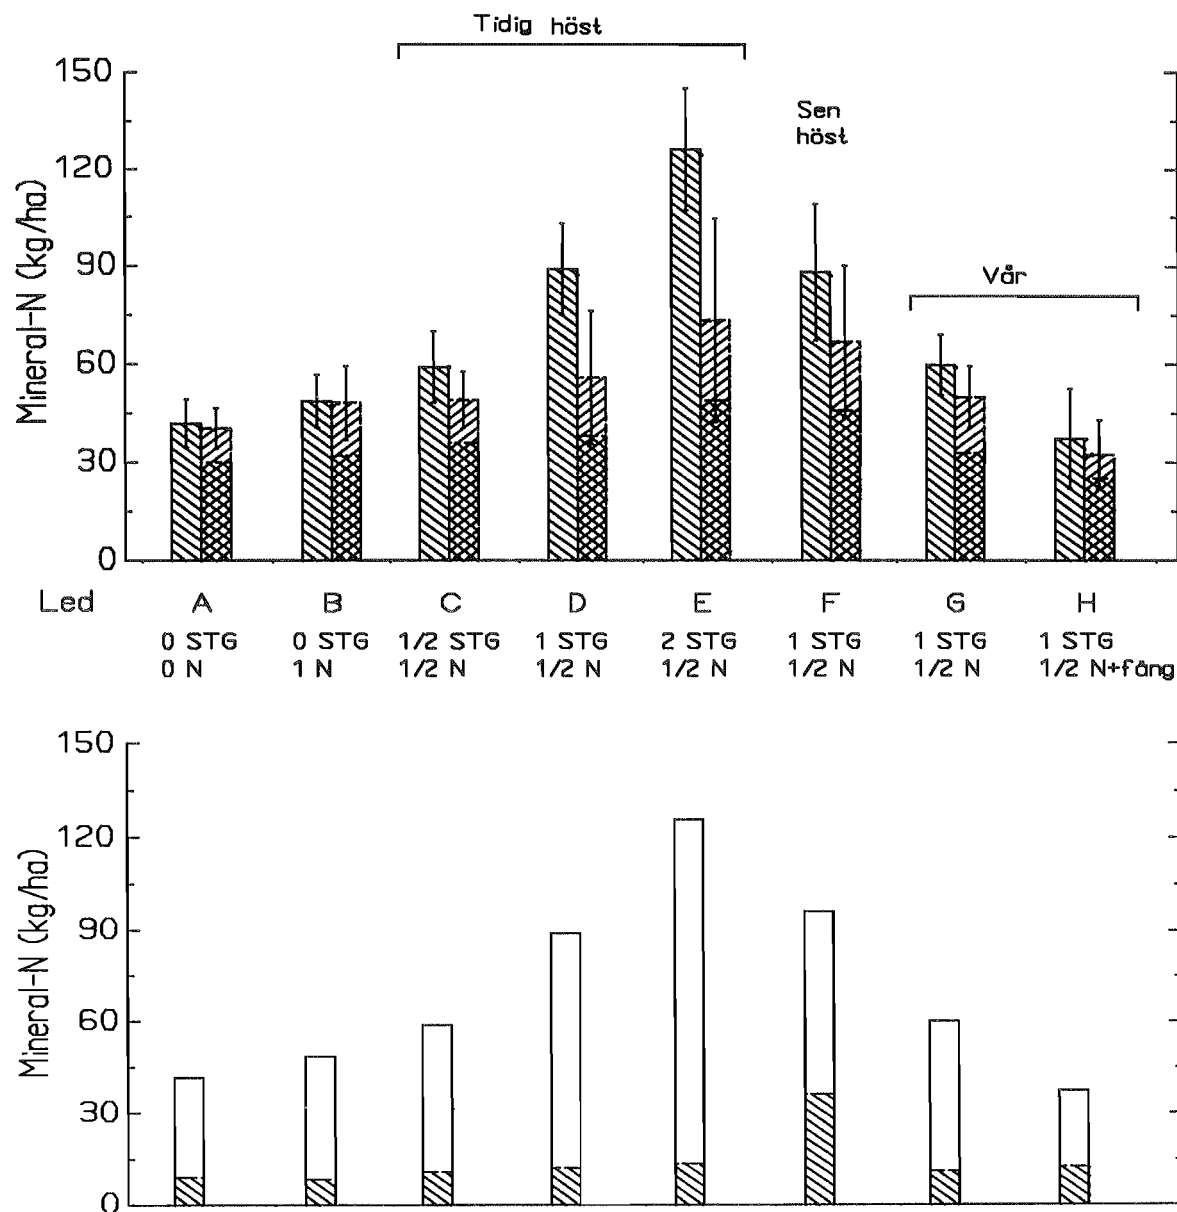 Tidig höst
150
Sen
höst
120
Mineral-N (kg/ha)
90
Vår
60
30
0
Led A B C D E F G H
0 STG 0 STG 1/2 STG 1 STG 2 STG 1 STG 1 STG 1 STG
0 N 1 N 1/2 N 1/2 N 1/2 N 1/2 N 1/2 N 1/2 N+fång
150
120
Mineral-N (kg/ha)
90
60
30
0